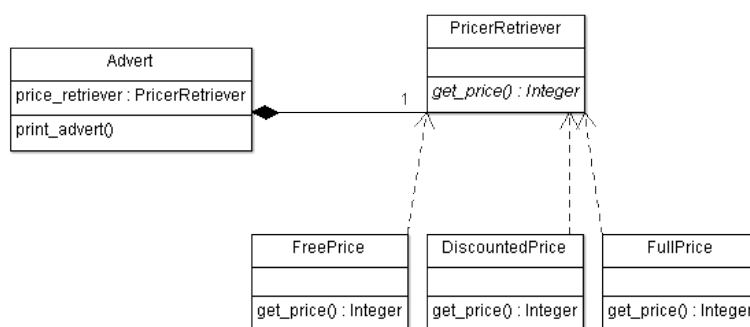 PricerRetriever
get_price() : Integer
Advert
price_retriever : PricerRetriever
print_advert()
1
FreePrice
get_price() : Integer
DiscountedPrice
get_price() : Integer
FullPrice
get_price() : Integer